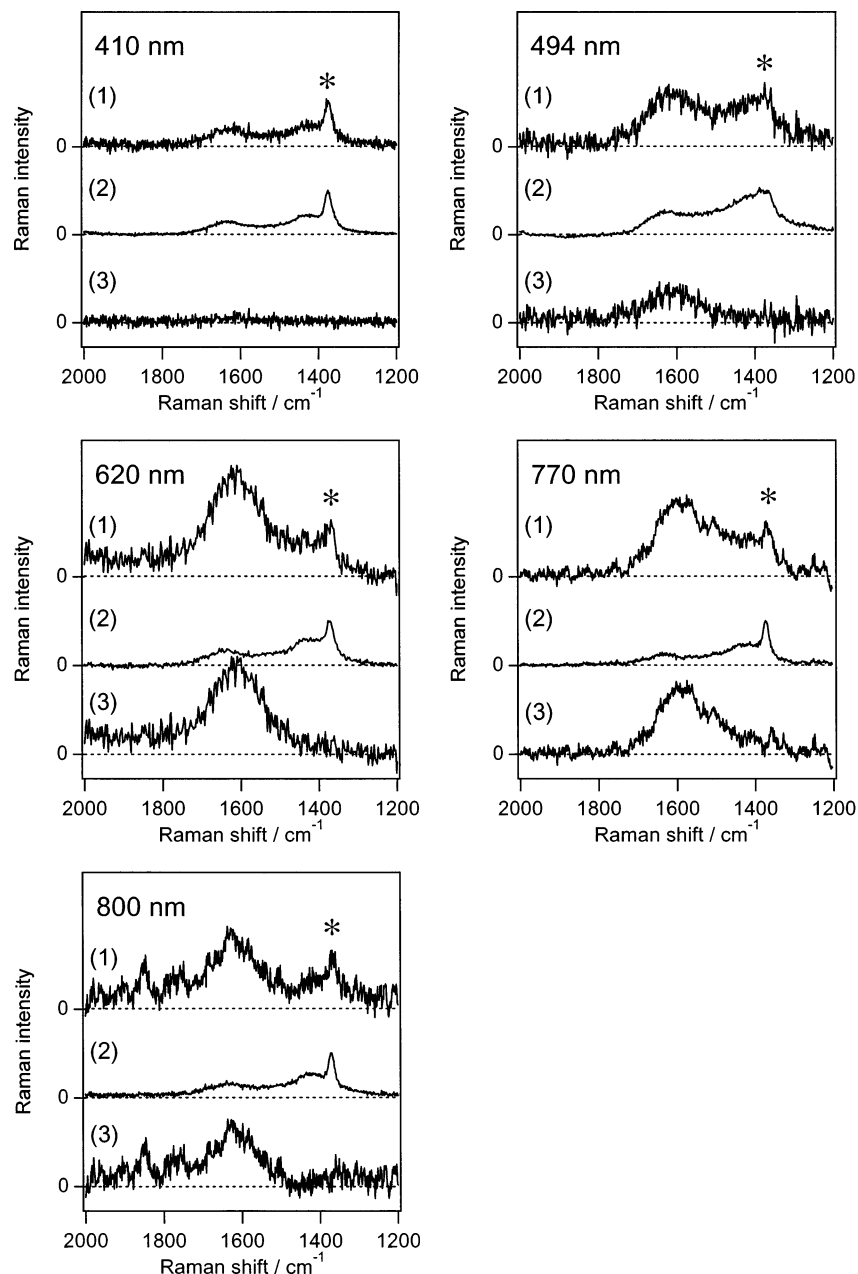 410 nm
*
(1)
0
(2)
0
(3)
0
Raman intensity
2000 1800 1600 1400 1200
Raman shift / cm-1
494 nm
*
(1)
0
(2)
0
(3)
0
Raman intensity
2000 1800 1600 1400 1200
Raman shift / cm-1
620 nm
*
(1)
0
(2)
0
(3)
0
Raman intensity
2000 1800 1600 1400 1200
Raman shift / cm-1
770 nm
*
(1)
0
(2)
0
(3)
0
Raman intensity
2000 1800 1600 1400 1200
Raman shift / cm-1
800 nm
*
(1)
0
(2)
0
(3)
0
Raman intensity
2000 1800 1600 1400 1200
Raman shift / cm-1